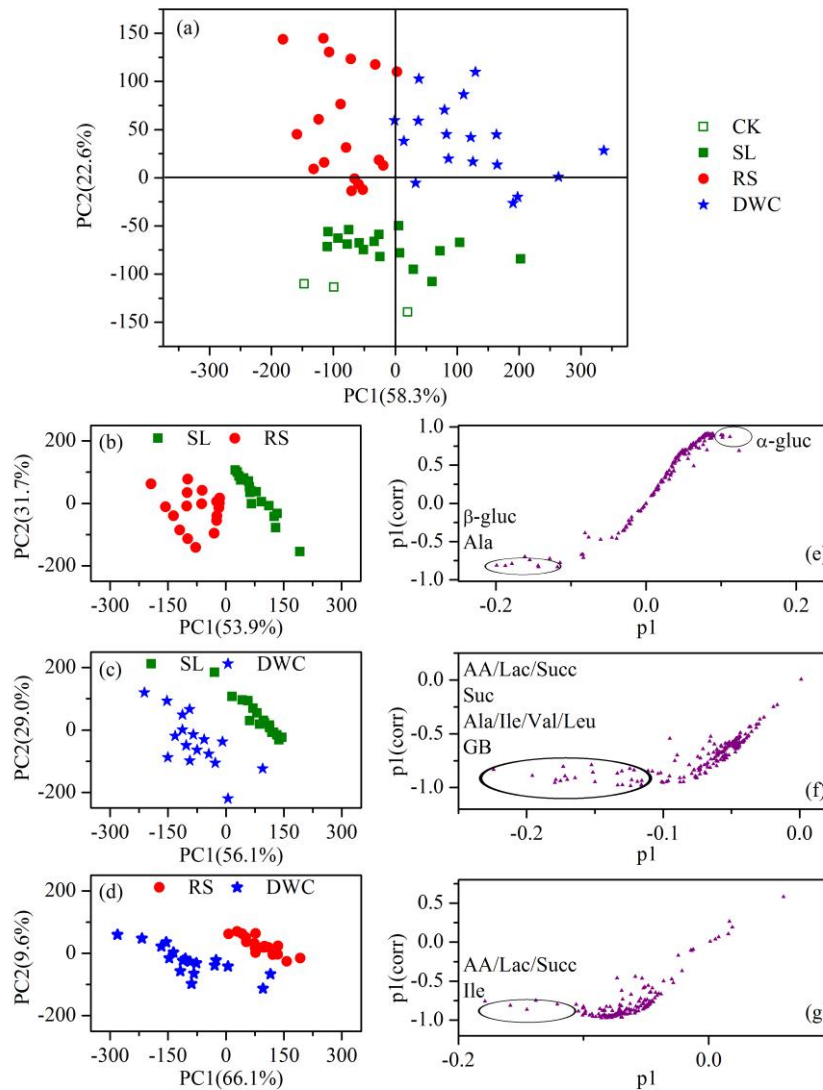 (a)
150
100
50
0
-50
-100
-150
PC2(22.6%)
-300 -200 -100 0 100 200 300
PC1(58.3%)
CK
SL
RS
DWC
(b) SL RS
200
0
-200
PC2(31.7%)
-300 -150 0 150 300
PC1(53.9%)
1.0
0.5
0.0
-0.5
-1.0
p1(corr)
α-gluc
β-gluc
Ala
(e)
-0.2 0.0 0.2
p1
(c) SL DWC
200
0
-200
PC2(29.0%)
-300 -150 0 150 300
PC1(56.1%)
0.0
-0.5
-1.0
p1(corr)
AA/Lac/Succ
Suc
Ala/Ile/Val/Leu
GB
(f)
-0.2 -0.1 0.0
p1
(d) RS DWC
200
0
-200
PC2(9.6%)
-300 -150 0 150 300
PC1(66.1%)
0.5
0.0
-0.5
-1.0
p1(corr)
AA/Lac/Succ
Ile
(g)
-0.2 0.0
p1